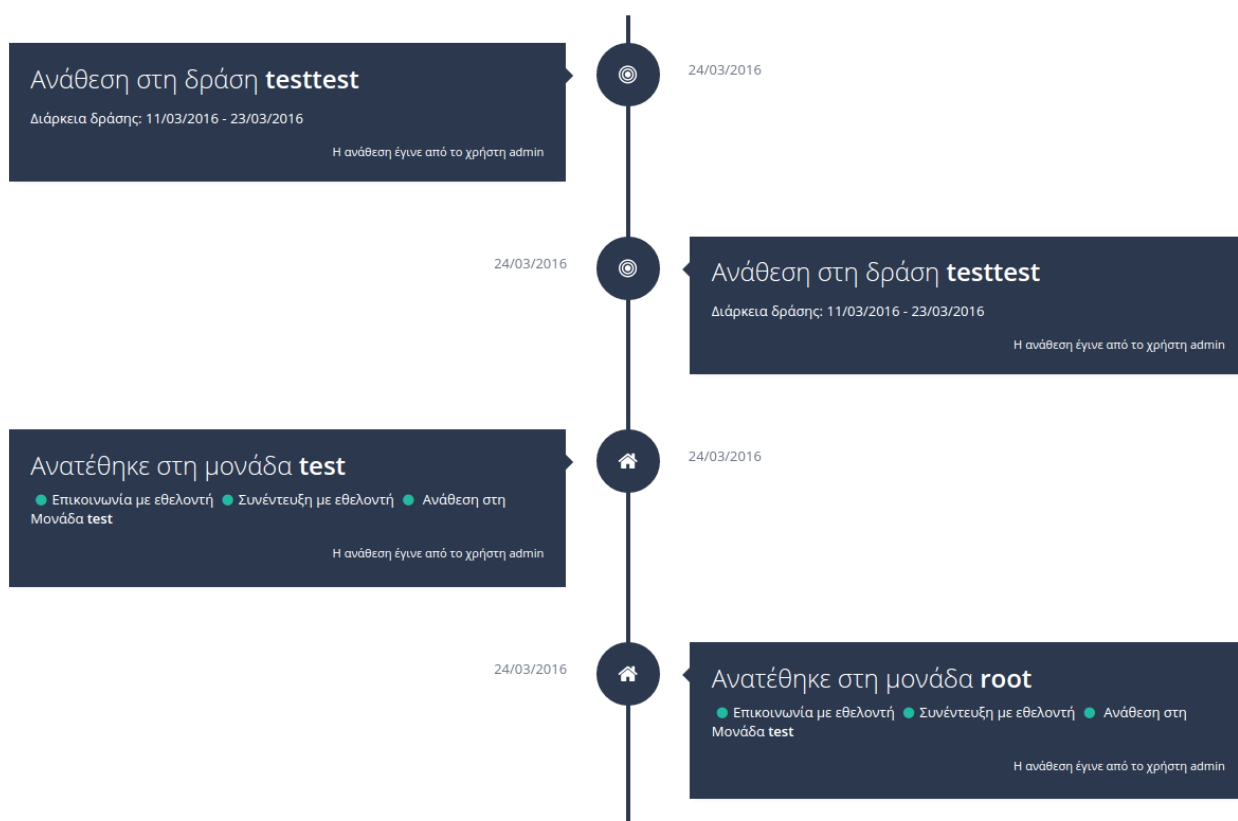 Ανάθεση στη δράση testtest
24/03/2016
Διάρκεια δράσης: 11/03/2016 - 23/03/2016
Η ανάθεση έγινε από το χρήστη admin
24/03/2016
Ανάθεση στη δράση testtest
Διάρκεια δράσης: 11/03/2016 - 23/03/2016
Η ανάθεση έγινε από το χρήστη admin
Ανατέθηκε στη μονάδα test
24/03/2016
Επικοινωνία με εθελοντή Συνέντευξη με εθελοντή Ανάθεση στη
Μονάδα test
Η ανάθεση έγινε από το χρήστη admin
24/03/2016
Ανατέθηκε στη μονάδα root
Επικοινωνία με εθελοντή Συνέντευξη με εθελοντή Ανάθεση στη
Μονάδα test
Η ανάθεση έγινε από το χρήστη admin